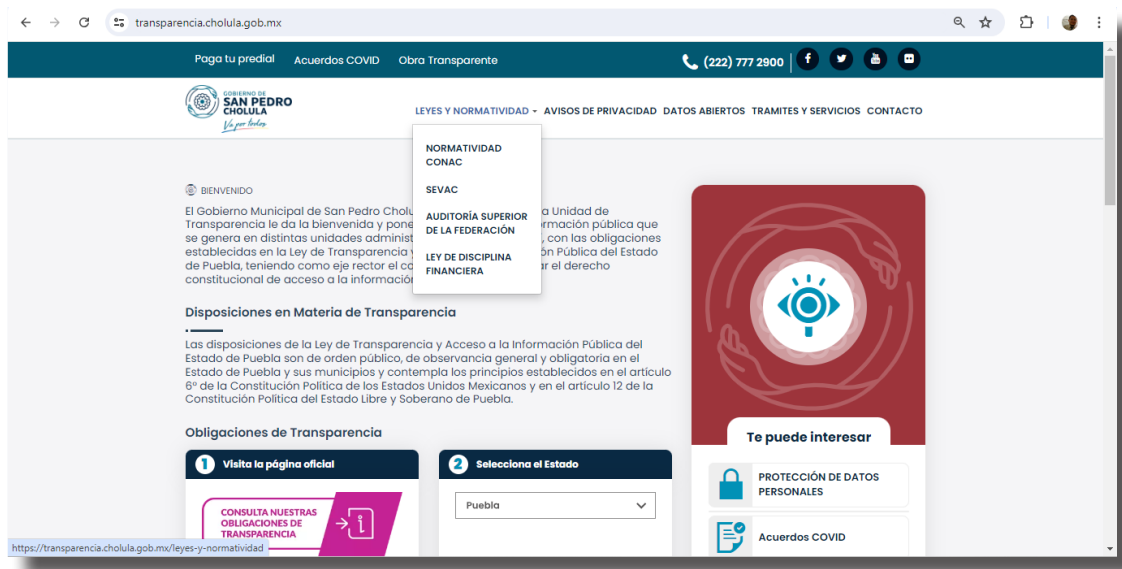 transparencia.cholula.gob.mx
Paga tu predial Acuerdos COVID Obra Transparente (222) 777 2900
GOBIERNO DE
SAN PEDRO
CHOLULA
Va por todos
LEYES Y NORMATIVIDAD AVISOS DE PRIVACIDAD DATOS ABIERTOS TRAMITES Y SERVICIOS CONTACTO
NORMATIVIDAD
CONAC
SEVAC
AUDITORÍA SUPERIOR
DE LA FEDERACIÓN
LEY DE DISCIPLINA
FINANCIERA
BIENVENIDO
El Gobierno Municipal de San Pedro Cholu a Unidad de
Transparencia le da la bienvenida y pone rmación pública que
se genera en distintas unidades administ , con las obligaciones
establecidas en la Ley de Transparencia ón Pública del Estado
de Puebla, teniendo como eje rector el co ar el derecho
constitucional de acceso a la informació
Disposiciones en Materia de Transparencia
Las disposiciones de la Ley de Transparencia y Acceso a la Información Pública del
Estado de Puebla son de orden público, de observancia general y obligatoria en el
Estado de Puebla y sus municipios y contempla los principios establecidos en el artículo
6º de la Constitución Política de los Estados Unidos Mexicanos y en el artículo 12 de la
Constitución Política del Estado Libre y Soberano de Puebla.
Obligaciones de Transparencia
1 Visita la página oficial
CONSULTA NUESTRAS
OBLIGACIONES DE
TRANSPARENCIA
2 Selecciona el Estado
Puebla
Te puede interesar
PROTECCIÓN DE DATOS
PERSONALES
Acuerdos COVID
https://transparencia.cholula.gob.mx/leyes-y-normatividad